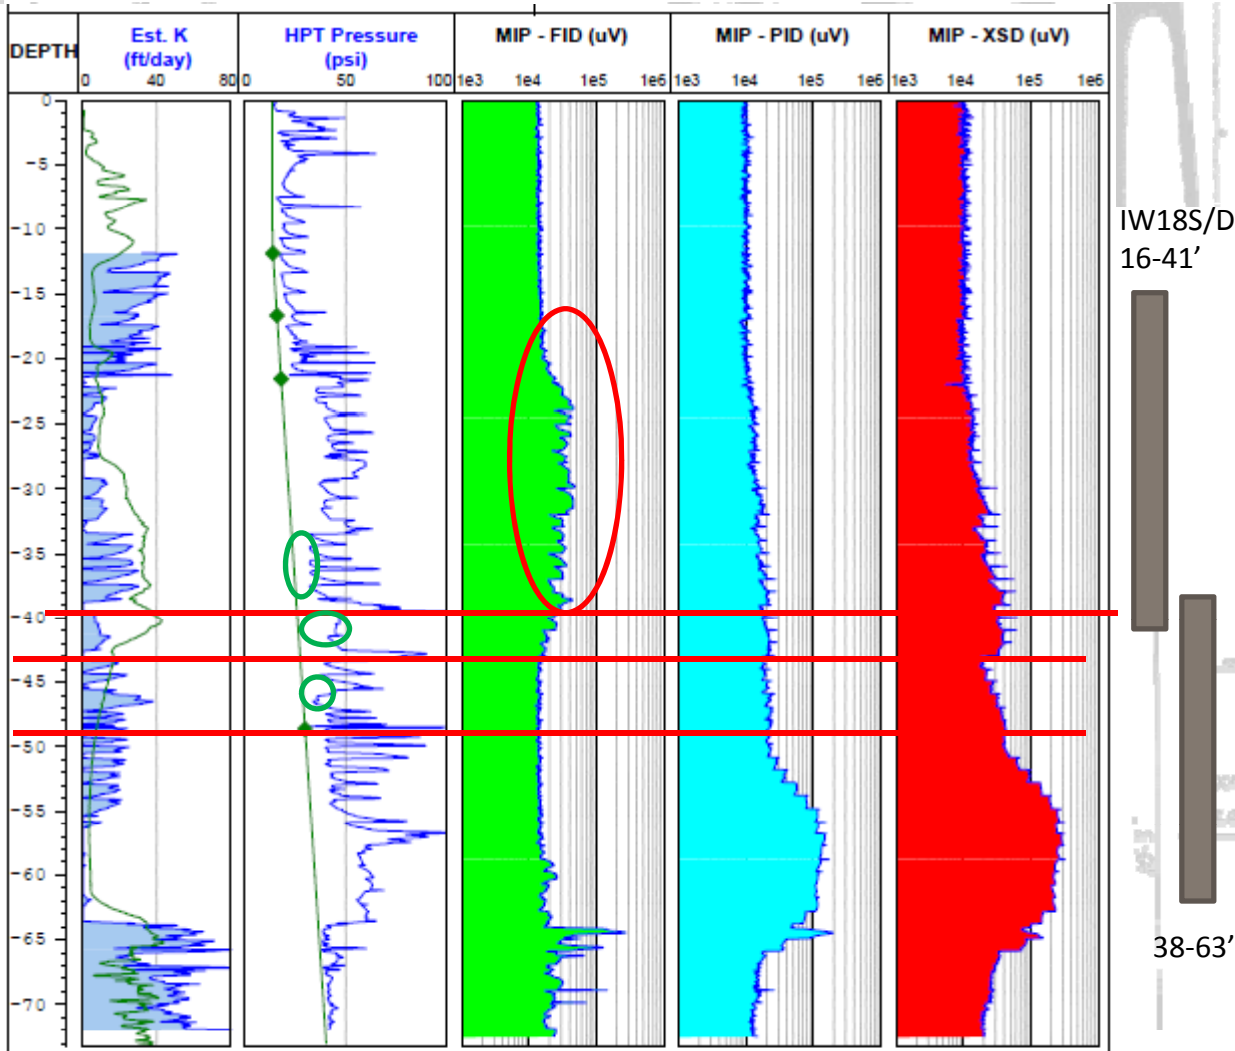 DEPTH
Est. K
(ft/day)
HPT Pressure
(psi)
MIP - FID (uV)
MIP - PID (uV)
MIP - XSD (uV)
0 40 80
0 50 100
1e3 1e4 1e5 1e6
1e3 1e4 1e5 1e6
1e3 1e4 1e5 1e6
0
-5
-10
-15
-20
-25
-30
-35
-40
-45
-50
-55
-60
-65
-70
IW18S/D
16-41'
38-63'